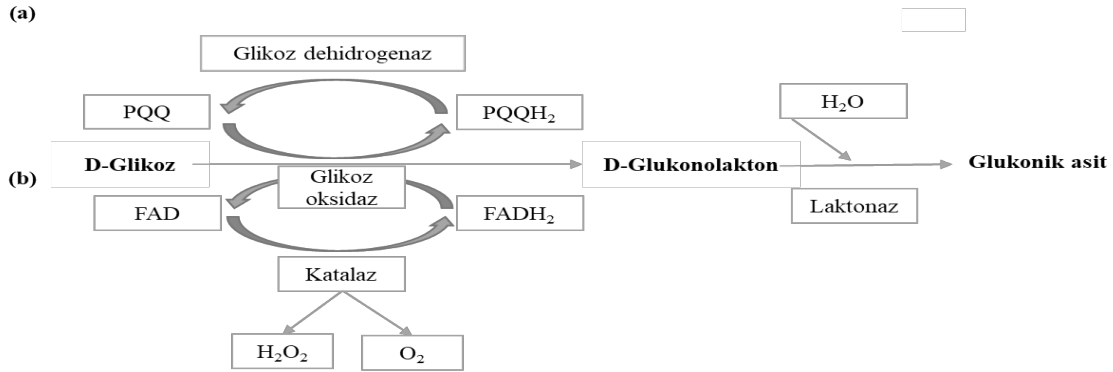 (a)
Glikoz dehidrogenaz
PQQ
PQQH₂
H₂O
D-Glikoz
D-Glukonolakton
Glukonik asit
(b)
Glikoz
oksidaz
FAD
FADH₂
Laktonaz
Katalaz
H₂O₂
O₂